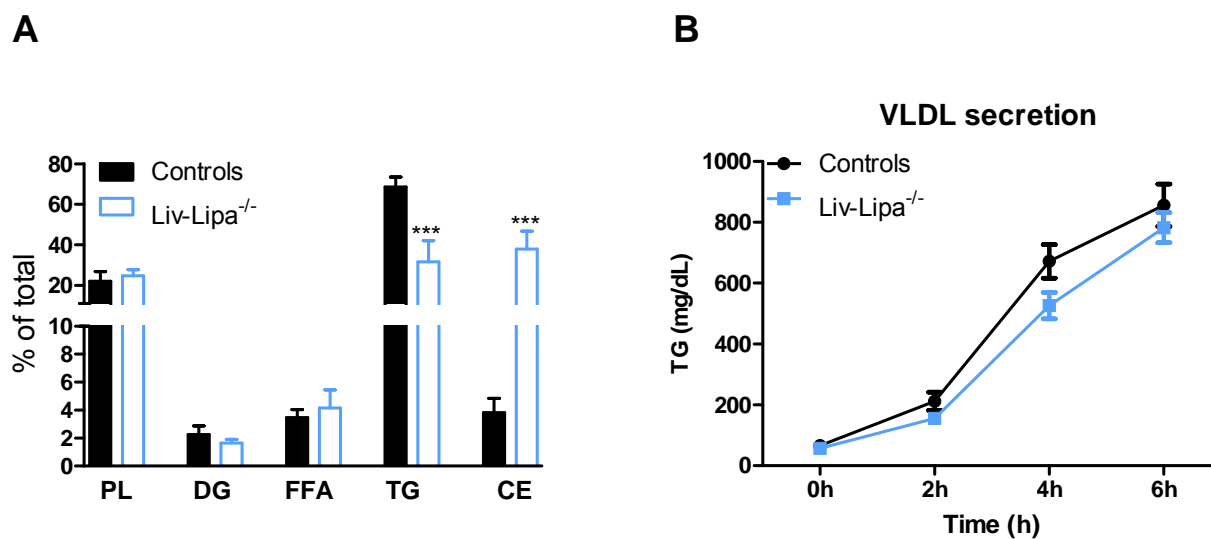 A
% of total
80
60
40
20
10
8
6
4
2
0
Controls
Liv-Lipa-/-
***
***
PL DG FFA TG CE
B
VLDL secretion
TG (mg/dL)
1000
800
600
400
200
0
Controls
Liv-Lipa-/-
0h 2h 4h 6h
Time (h)